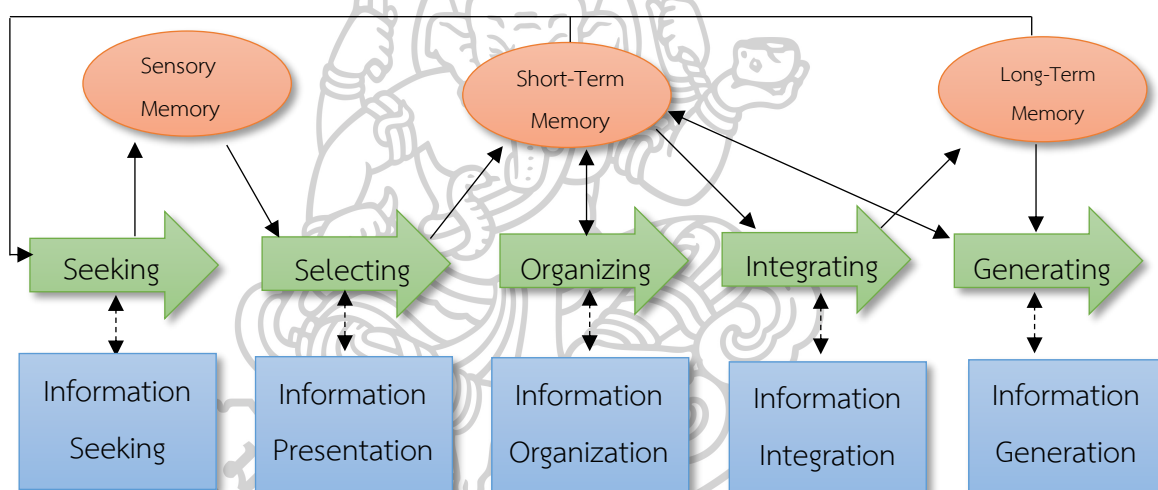 Sensory
Memory
Short-Term
Memory
Long-Term
Memory
Seeking
Selecting
Organizing
Integrating
Generating
Information
Seeking
Information
Presentation
Information
Organization
Information
Integration
Information
Generation